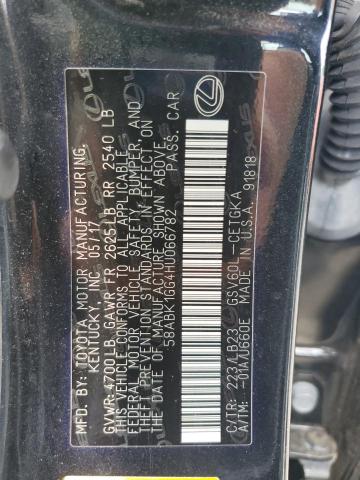 MFD. BY: TOYOTA MOTOR MANUFACTURING,
KENTUCKY, INC. 05/17
GVWR: 4700LB, GAWR FR 2625LB RR 2540 LB
THIS VEHICLE CONFORMS TO ALL APPLICABLE
FEDERAL MOTOR VEHICLE SAFETY, BUMPER, AND
THEFT PREVENTION STANDARDS IN EFFECT ON
THE DATE OF MANUFACTURE SHOWN ABOVE.
58ABK1GG4HU066782 PASS. CAR
C/TR: 223/LB23 GSV60L-CETGKA
A/TM: -01A/U660E MADE IN U.S.A. 91818